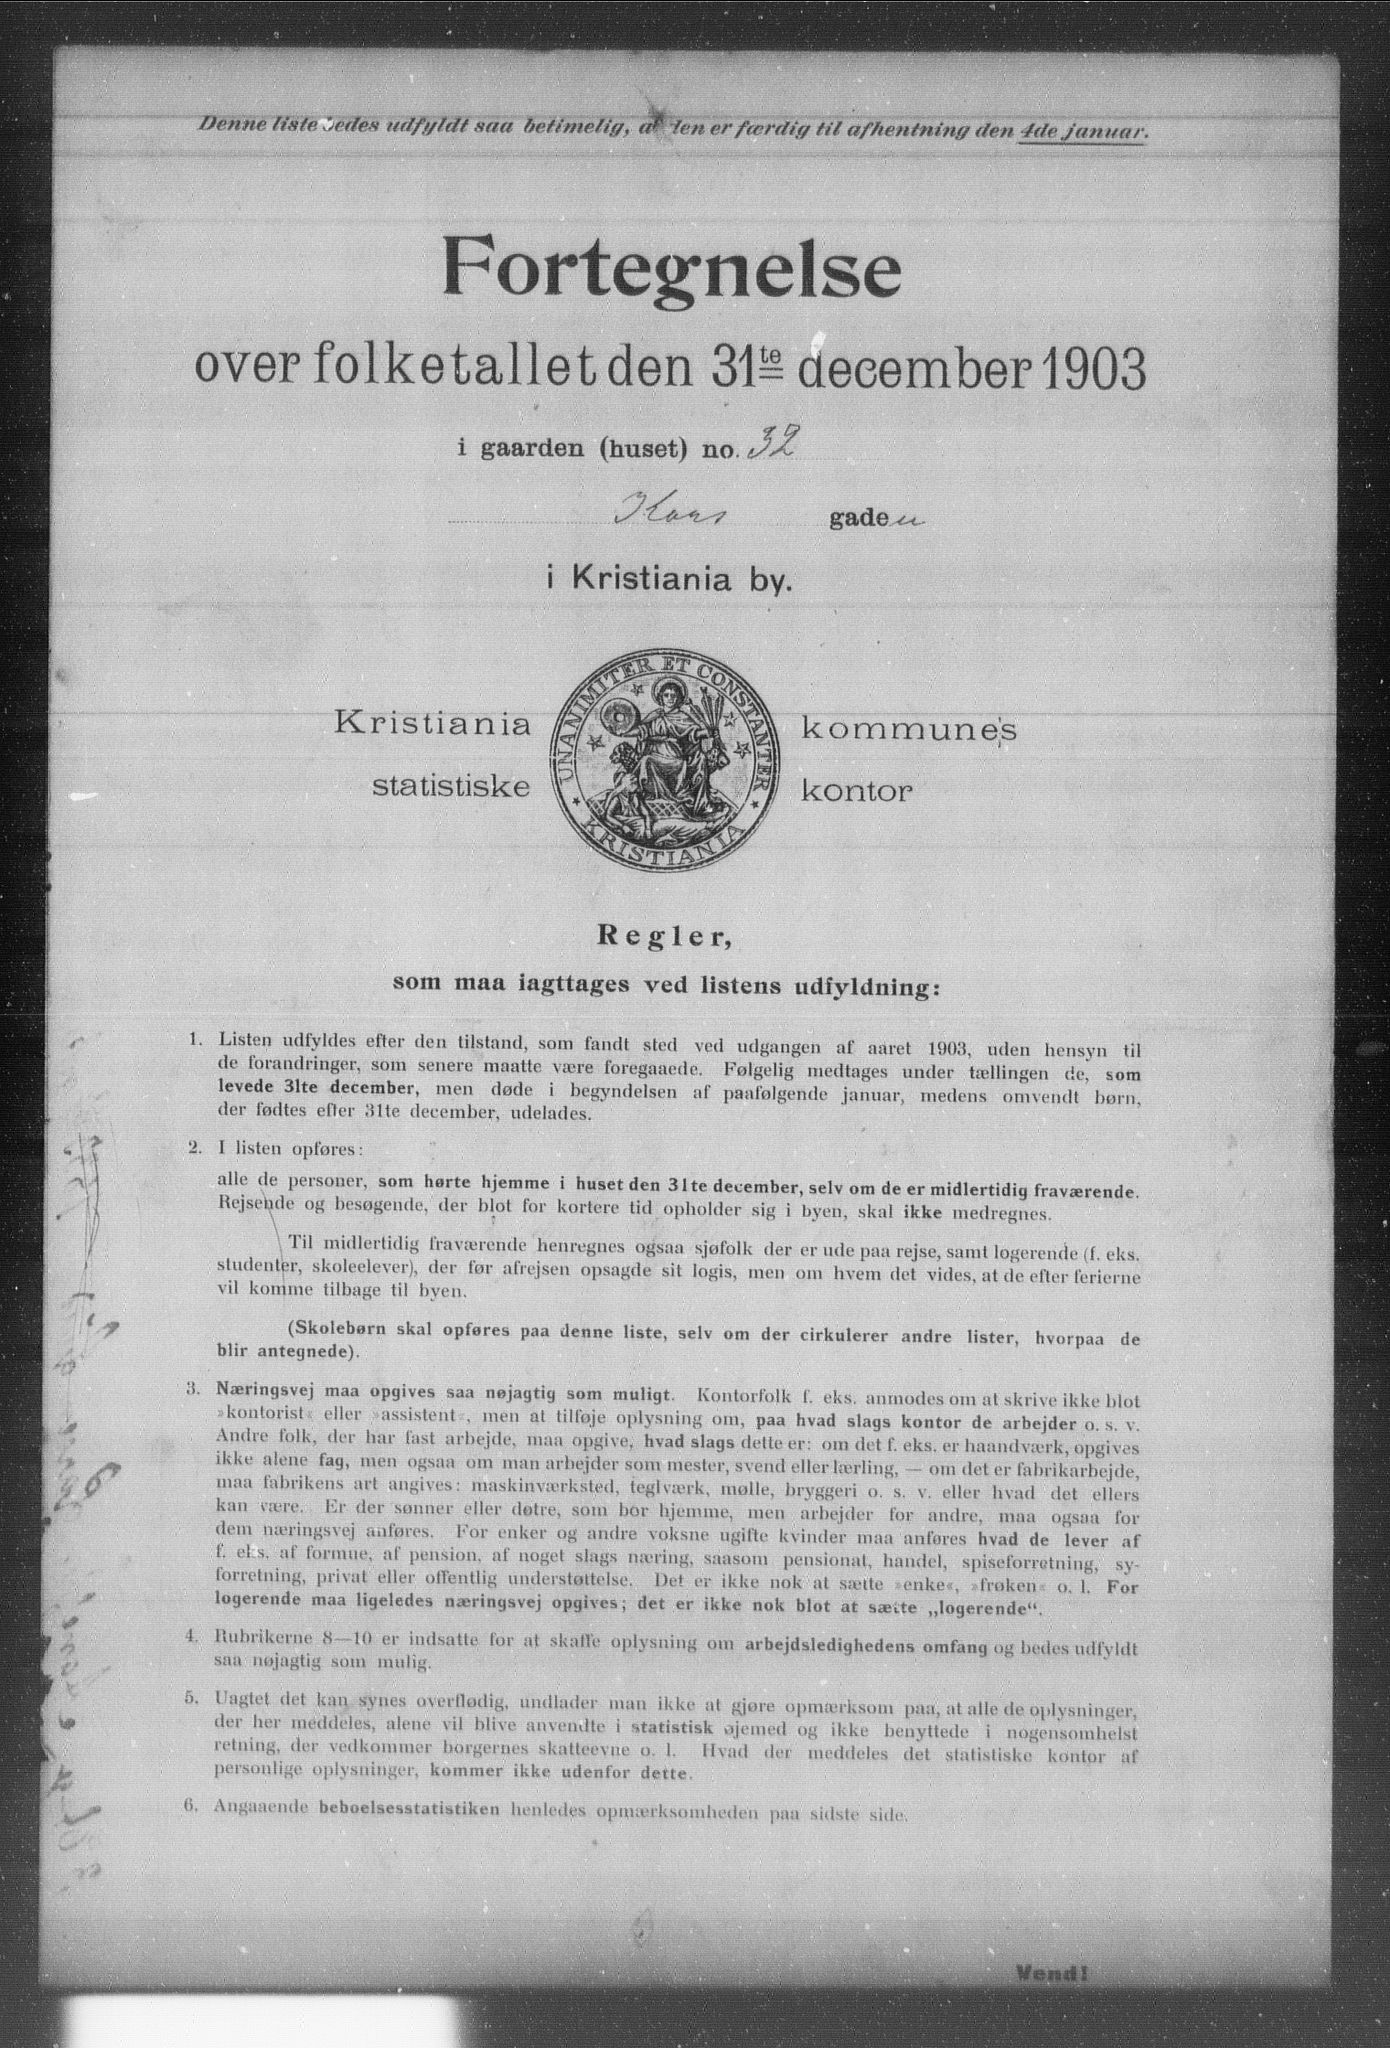 Denne liste bedes udfyldt saa betimelig, at den er færdig til afhentning den 4de januar.
Fortegnelse
over folketallet den 31te december 1903
i gaarden (huset) no. 32
Kors gaden
i Kristiania by.
Kristiania kommunes
statistiske kontor
UNANIMITER ET CONSTANTER
KRISTIANIA
Regler,
som maa iagttages ved listens udfyldning:
1. Listen udfyldes efter den tilstand, som fandt sted ved udgangen af aaret 1903, uden hensyn til
de forandringer, som senere maatte være foregaaede. Følgelig medtages under tællingen de, som
levede 31te december, men døde i begyndelsen af paafølgende januar, medens omvendt børn,
der fødtes efter 31te december, udelades.
2. I listen opføres:
alle de personer, som hørte hjemme i huset den 31te december, selv om de er midlertidig fraværende.
Rejsende og besøgende, der blot for kortere tid opholder sig i byen, skal ikke medregnes.
Til midlertidig fraværende henregnes ogsaa sjøfolk der er ude paa rejse, samt logerende (f. eks.
studenter, skoleelever), der før afrejsen opsagde sit logis, men om hvem det vides, at de efter ferierne
vil komme tilbage til byen.
(Skolebørn skal opføres paa denne liste, selv om der cirkulerer andre lister, hvorpaa de
blir antegnede).
3. Næringsvej maa opgives saa nøjagtig som muligt. Kontorfolk f. eks. anmodes om at skrive ikke blot
»kontorist« eller »assistent«, men at tilføje oplysning om, paa hvad slags kontor de arbejder o. s. v.
Andre folk, der har fast arbejde, maa opgive, hvad slags dette er: om det f. eks. er haandværk, opgives
ikke alene fag, men ogsaa om man arbejder som mester, svend eller lærling, — om det er fabrikarbejde,
maa fabrikens art angives: maskinværksted, teglværk, mølle, bryggeri o. s. v. eller hvad det ellers
kan være. Er der sønner eller døtre, som bor hjemme, men arbejder for andre, maa ogsaa for
dem næringsvej anføres. For enker og andre voksne ugifte kvinder maa anføres hvad de lever af
f. eks. af formue, af pension, af noget slags næring, saasom pensionat, handel, spiseforretning, sy-
forretning, privat eller offentlig understøttelse. Det er ikke nok at sætte »enke«, »frøken« o. l. For
logerende maa ligeledes næringsvej opgives; det er ikke nok blot at sætte „logerende“.
4. Rubrikerne 8—10 er indsatte for at skaffe oplysning om arbejdsledighedens omfang og bedes udfyldt
saa nøjagtig som mulig.
5. Uagtet det kan synes overflødig, undlader man ikke at gjøre opmærksom paa, at alle de oplysninger,
der her meddeles, alene vil blive anvendte i statistisk øjemed og ikke benyttede i nogensomhelst
retning, der vedkommer borgernes skatteevne o. l. Hvad der meddeles det statistiske kontor af
personlige oplysninger, kommer ikke udenfor dette.
6. Angaaende beboelsesstatistiken henledes opmærksomheden paa sidste side.
Vend!